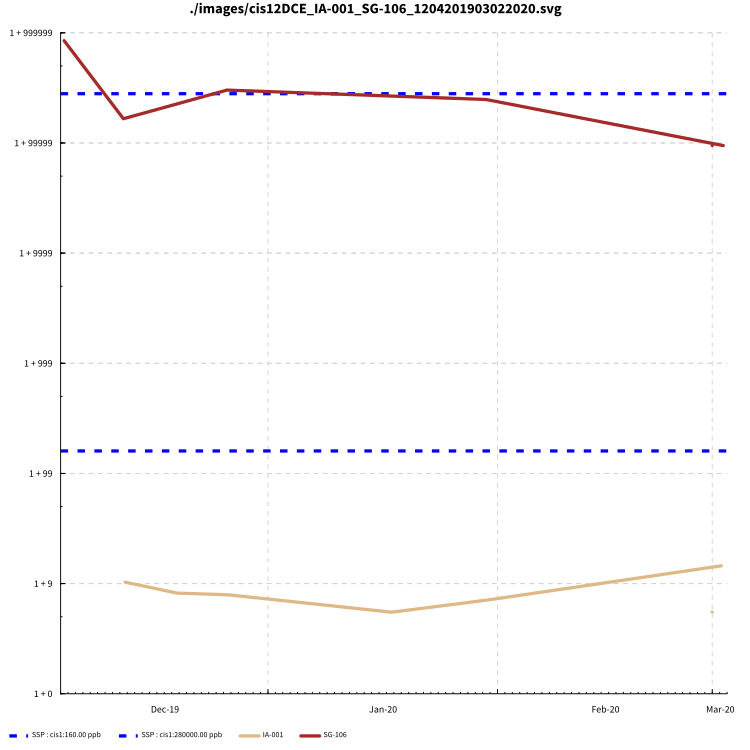 ./images/cis12DCE_IA-001_SG-106_1204201903022020.svg
1+999999
1+99999
1+9999
1+999
1+99
1+9
1+0
Dec-19 Jan-20 Feb-20 Mar-20
SSP : cis1:160.00 ppb SSP : cis1:280000.00 ppb IA-001 SG-106